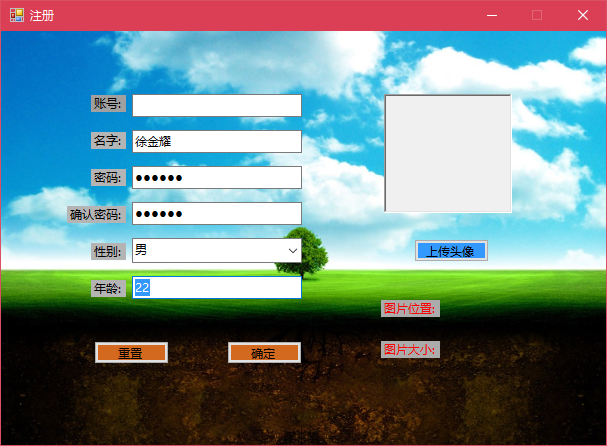 注册
账号:
名字: 徐金耀
密码: ●●●●●●
确认密码: ●●●●●●
性别: 男
上传头像
年龄: 22
图片位置:
重置 确定
图片大小: